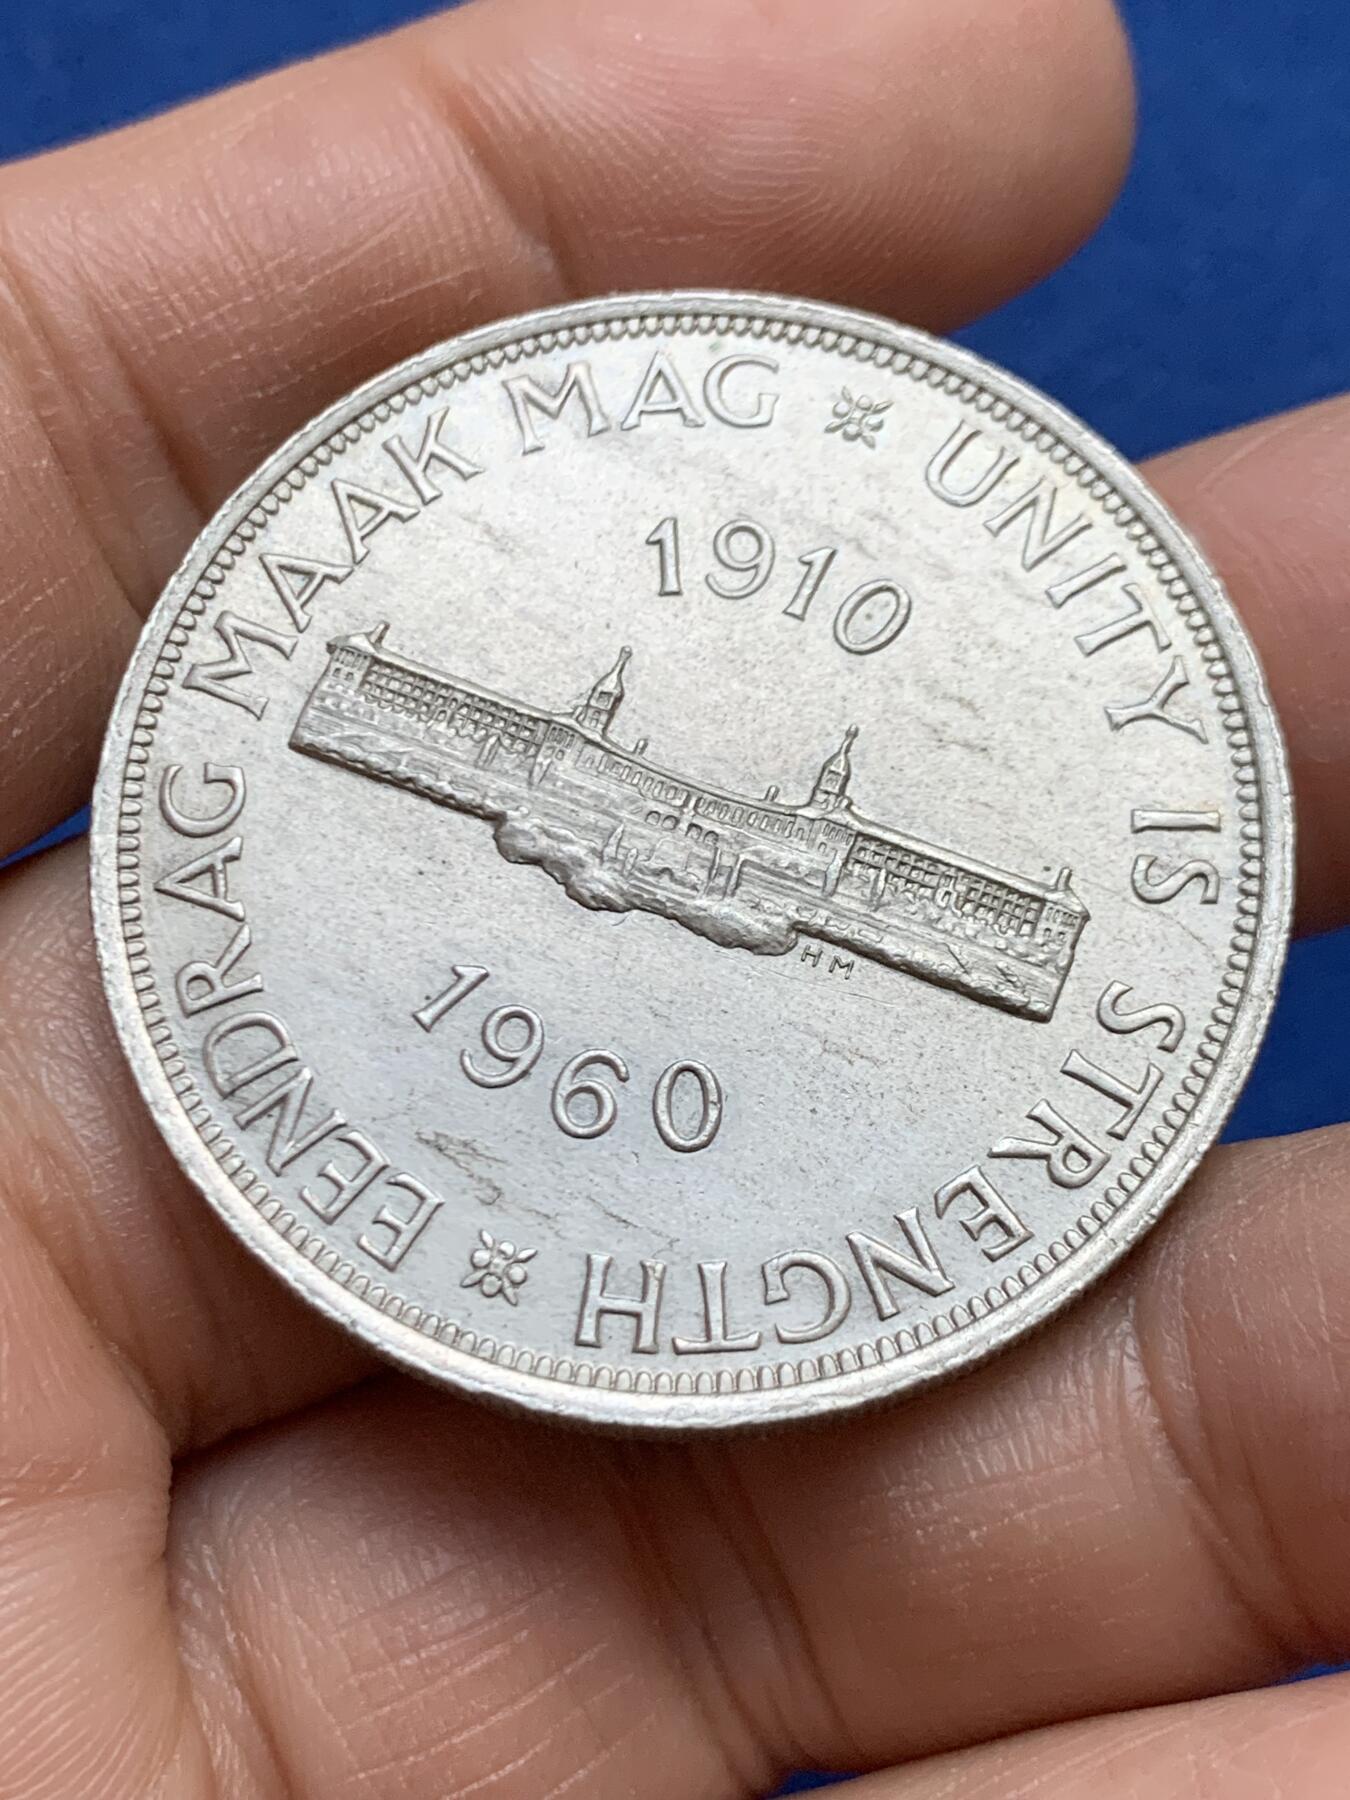 EENDRAG MAAK MAG
UNITY IS STRENGTH
1910
HM
1960